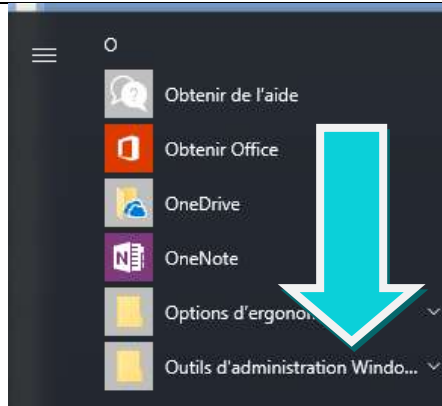 O
Obtenir de l'aide
Obtenir Office
OneDrive
OneNote
Options d'ergono
Outils d'administration Windo...